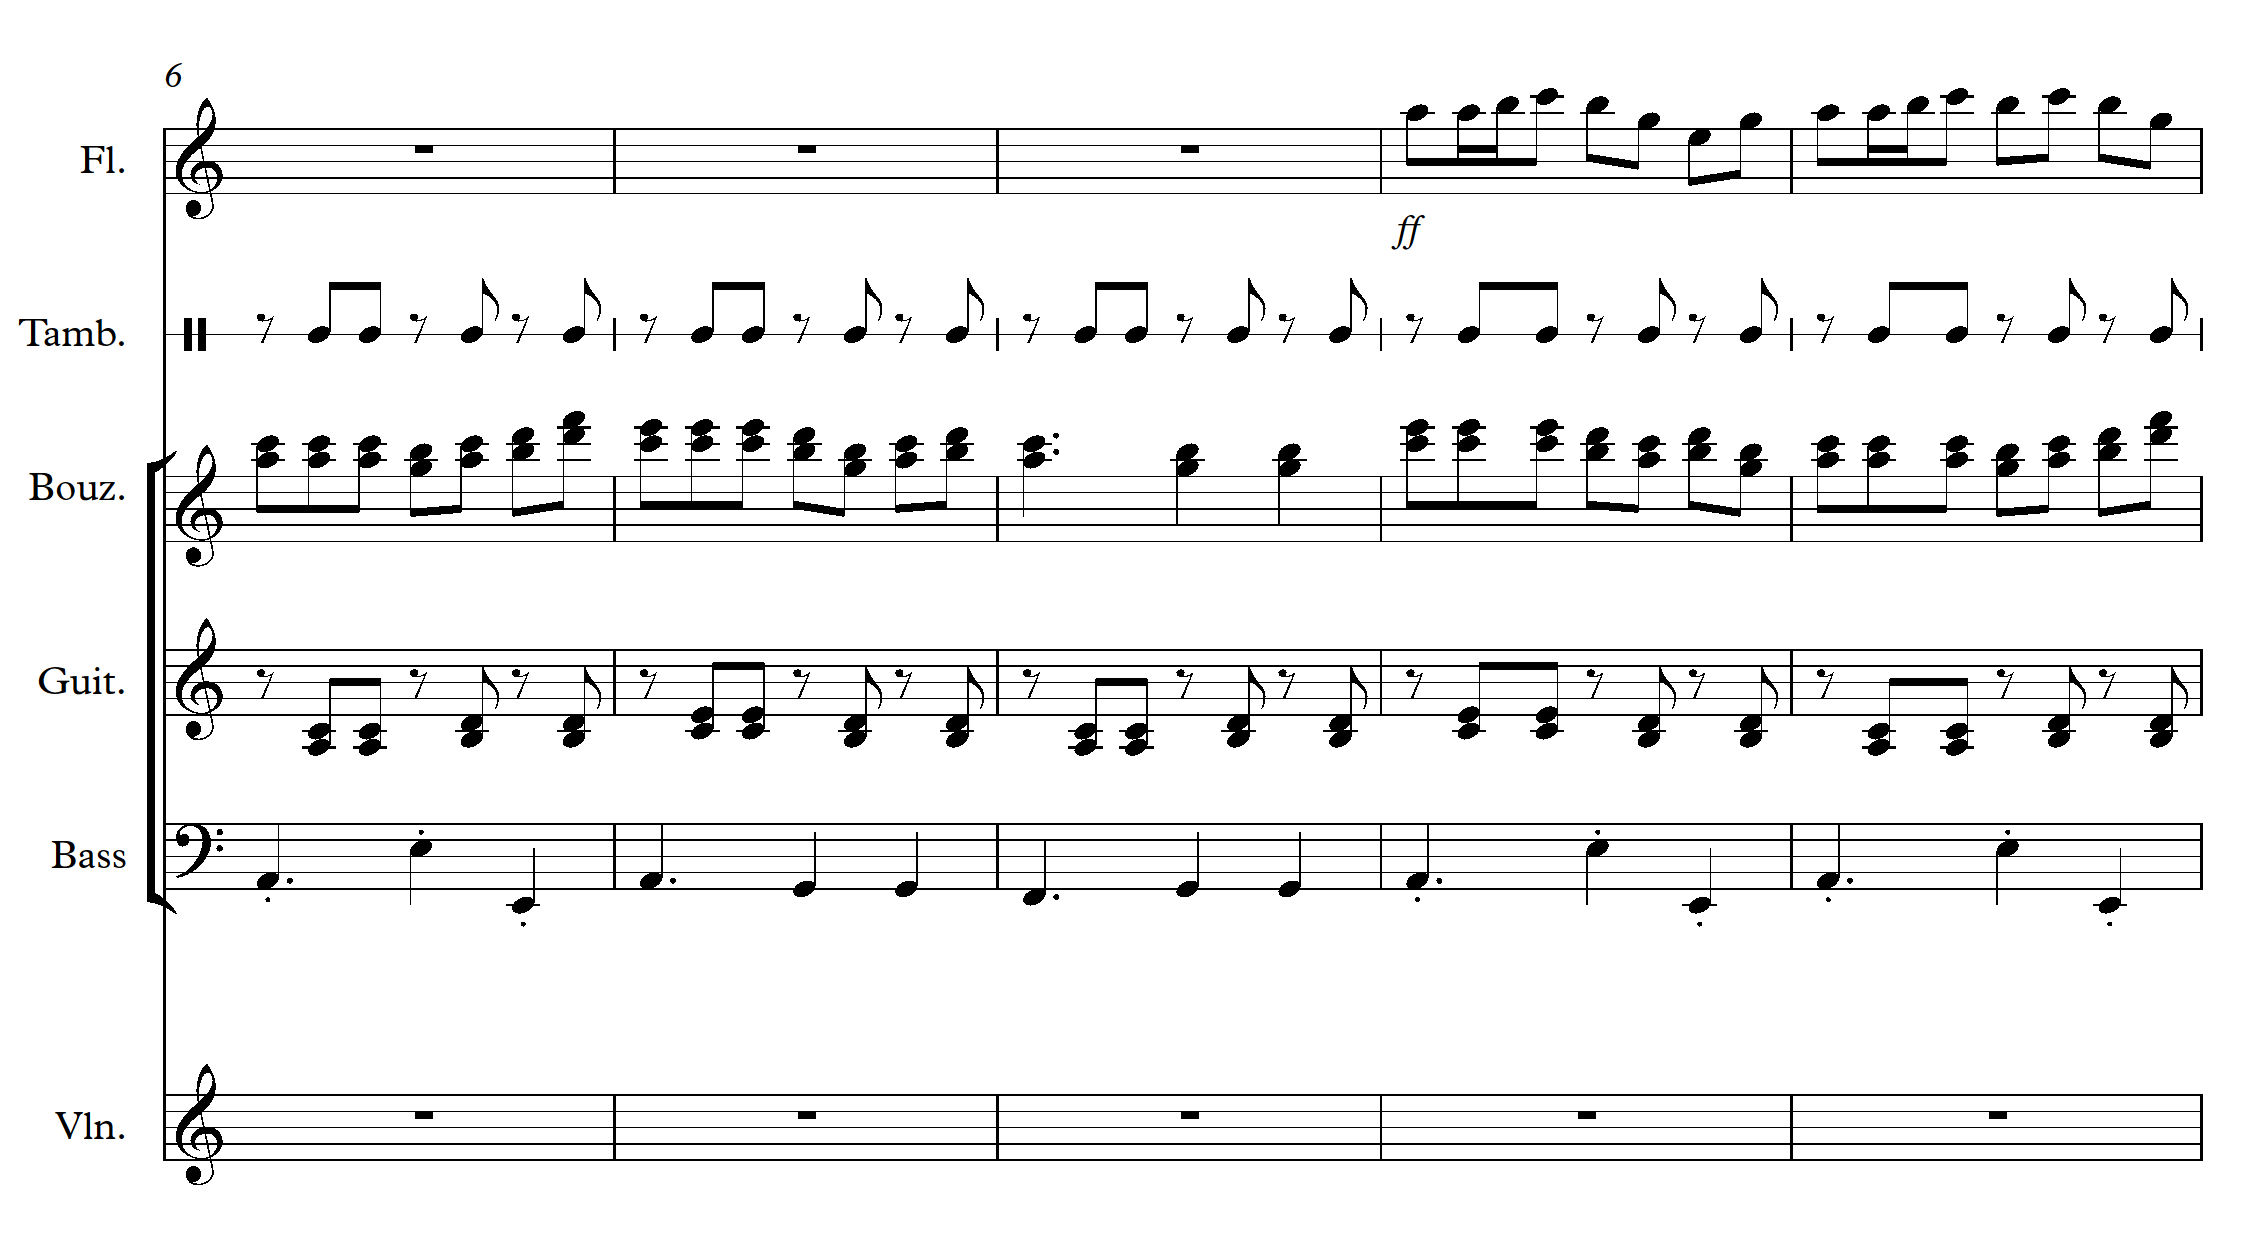 6
Fl.
ff
Tamb.
Bouz.
Guit.
Bass
Vln.